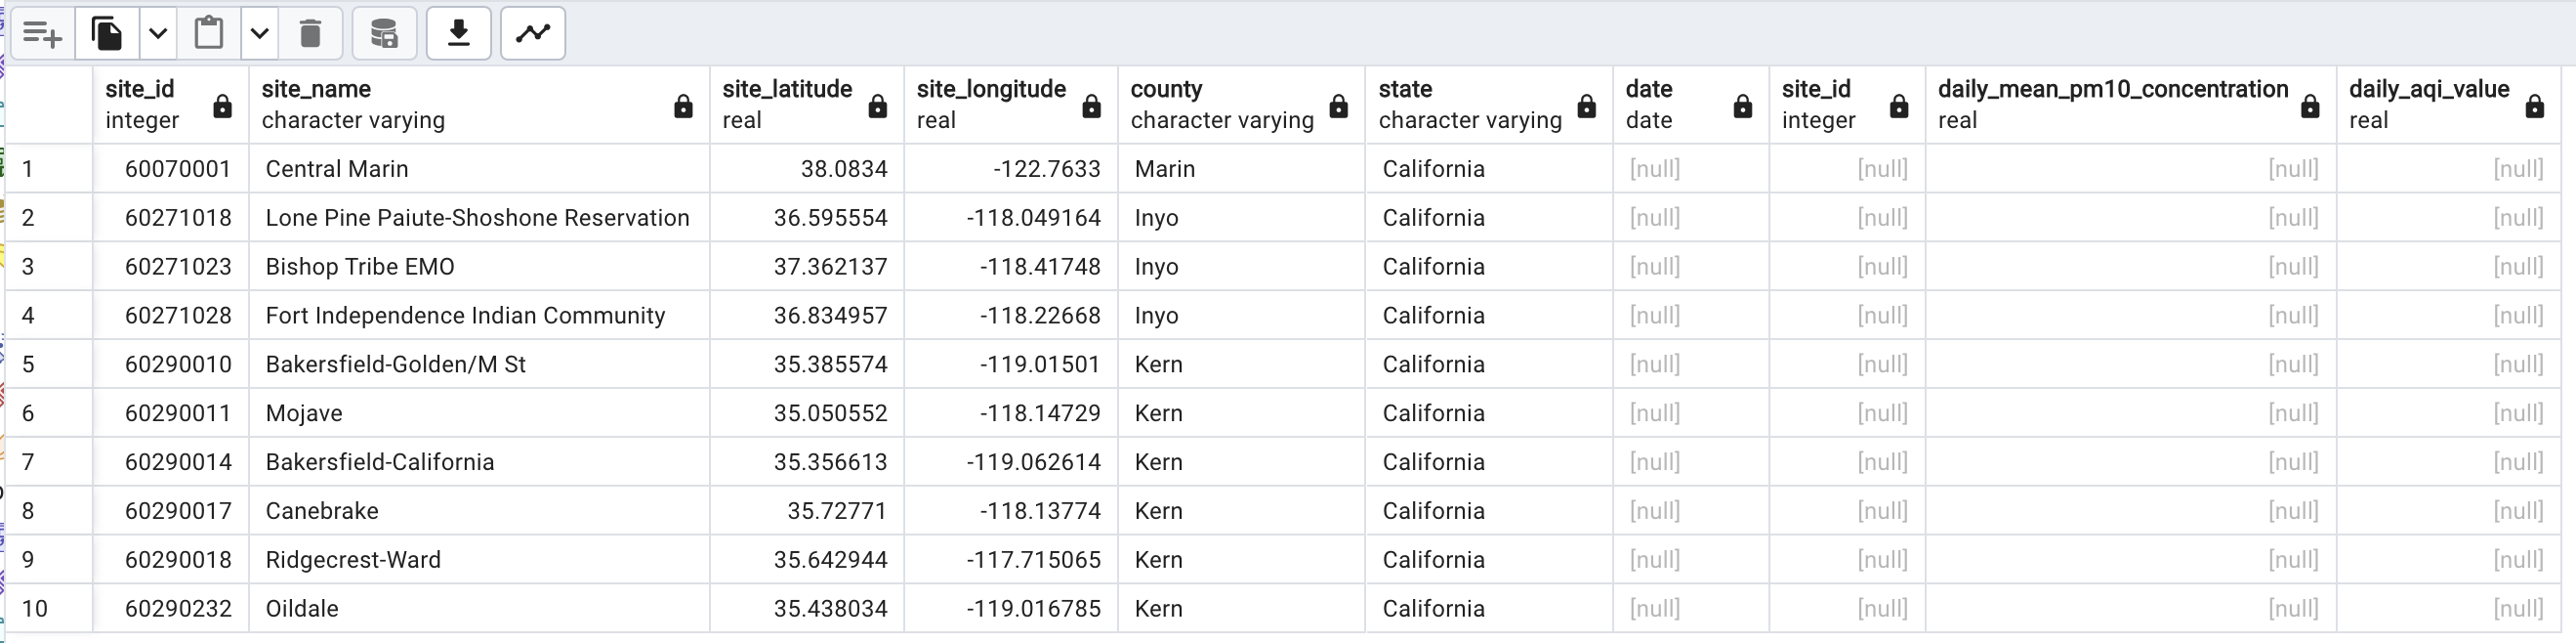 site_id integer site_name character varying site_latitude real site_longitude real county character varying state character varying date date site_id integer daily_mean_pm10_concentration real daily_aqi_value real
1 60070001 Central Marin 38.0834 -122.7633 Marin California [null] [null] [null] [null]
2 60271018 Lone Pine Paiute-Shoshone Reservation 36.595554 -118.049164 Inyo California [null] [null] [null] [null]
3 60271023 Bishop Tribe EMO 37.362137 -118.41748 Inyo California [null] [null] [null] [null]
4 60271028 Fort Independence Indian Community 36.834957 -118.22668 Inyo California [null] [null] [null] [null]
5 60290010 Bakersfield-Golden/M St 35.385574 -119.01501 Kern California [null] [null] [null] [null]
6 60290011 Mojave 35.050552 -118.14729 Kern California [null] [null] [null] [null]
7 60290014 Bakersfield-California 35.356613 -119.062614 Kern California [null] [null] [null] [null]
8 60290017 Canebrake 35.72771 -118.13774 Kern California [null] [null] [null] [null]
9 60290018 Ridgecrest-Ward 35.642944 -117.715065 Kern California [null] [null] [null] [null]
10 60290232 Oildale 35.438034 -119.016785 Kern California [null] [null] [null] [null]